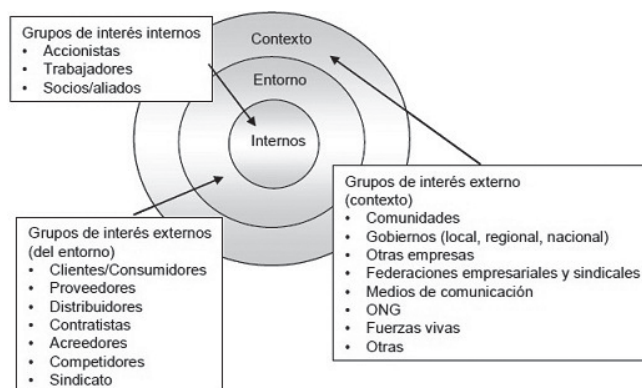 Grupos de interés internos
• Accionistas
• Trabajadores
• Socios/aliados
Contexto
Entorno
Internos
Grupos de interés externos
(del entorno)
• Clientes/Consumidores
• Proveedores
• Distribuidores
• Contratistas
• Acreedores
• Competidores
• Sindicato
Grupos de interés externo
(contexto)
• Comunidades
• Gobiernos (local, regional, nacional)
• Otras empresas
• Federaciones empresariales y sindicales
• Medios de comunicación
• ONG
• Fuerzas vivas
• Otras